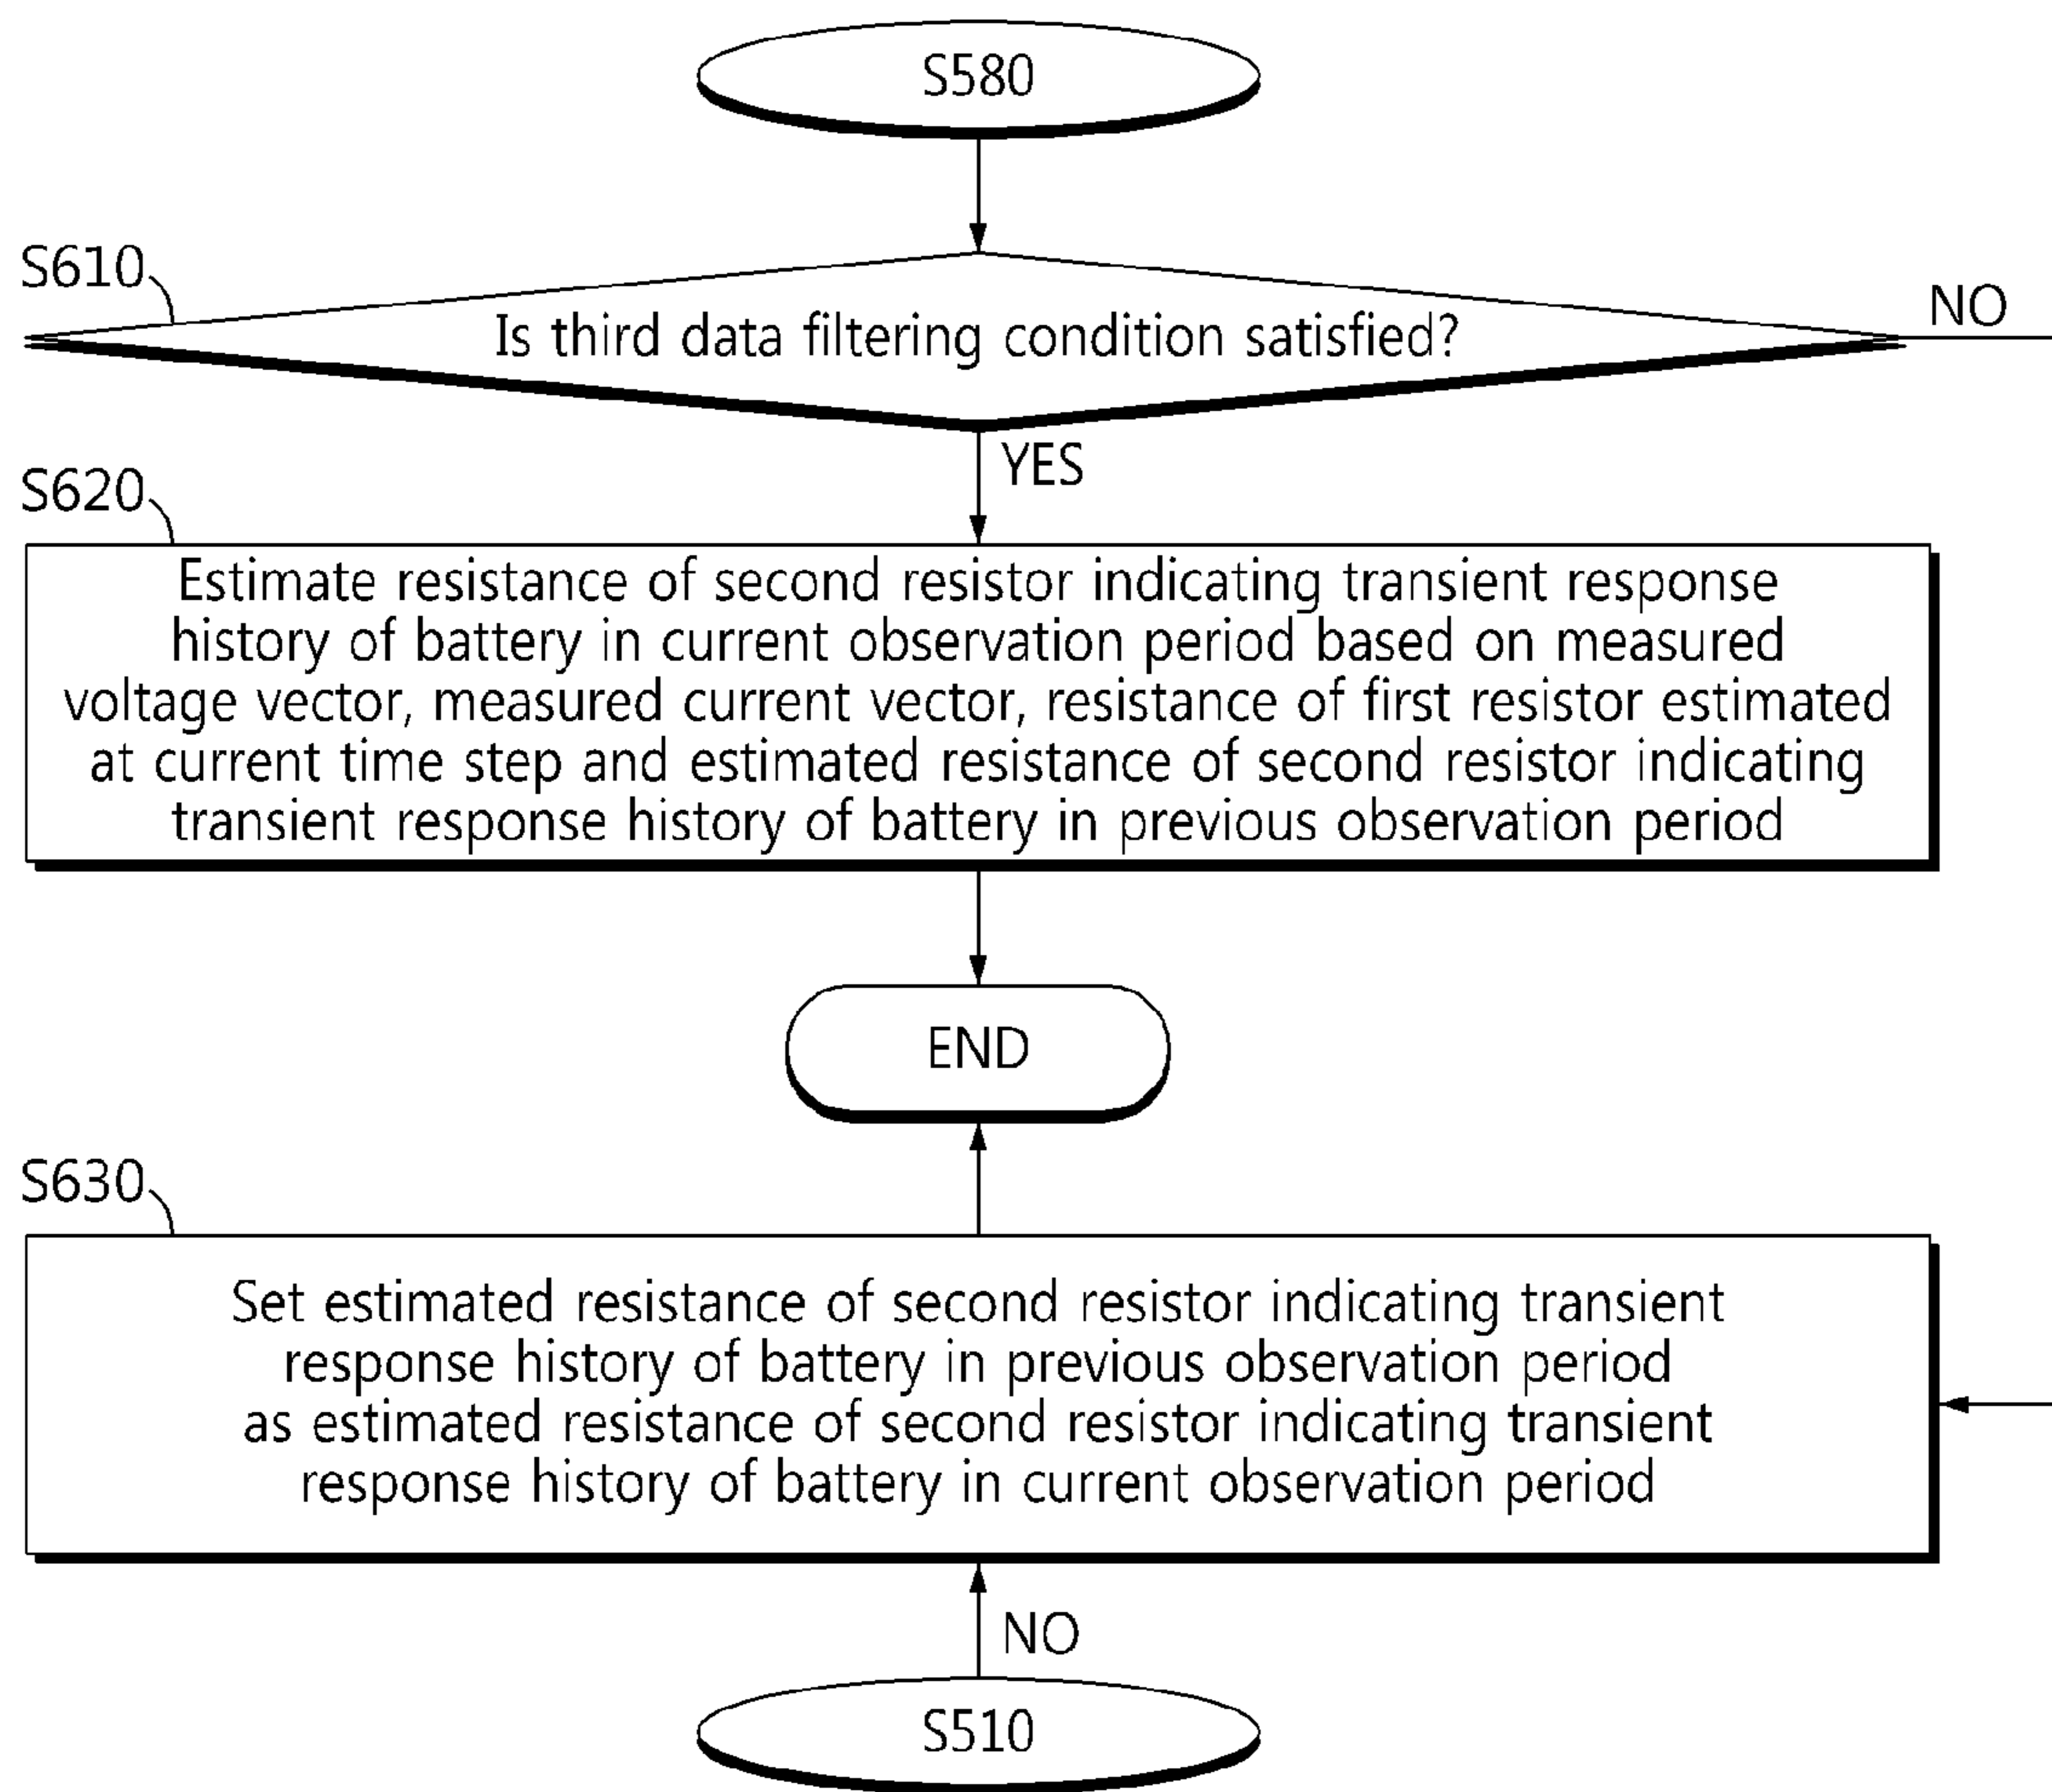 S580
S610
Is third data filtering condition satisfied?
NO
YES
S620
Estimate resistance of second resistor indicating transient response
history of battery in current observation period based on measured
voltage vector, measured current vector, resistance of first resistor estimated
at current time step and estimated resistance of second resistor indicating
transient response history of battery in previous observation period
END
S630
Set estimated resistance of second resistor indicating transient
response history of battery in previous observation period
as estimated resistance of second resistor indicating transient
response history of battery in current observation period
NO
S510